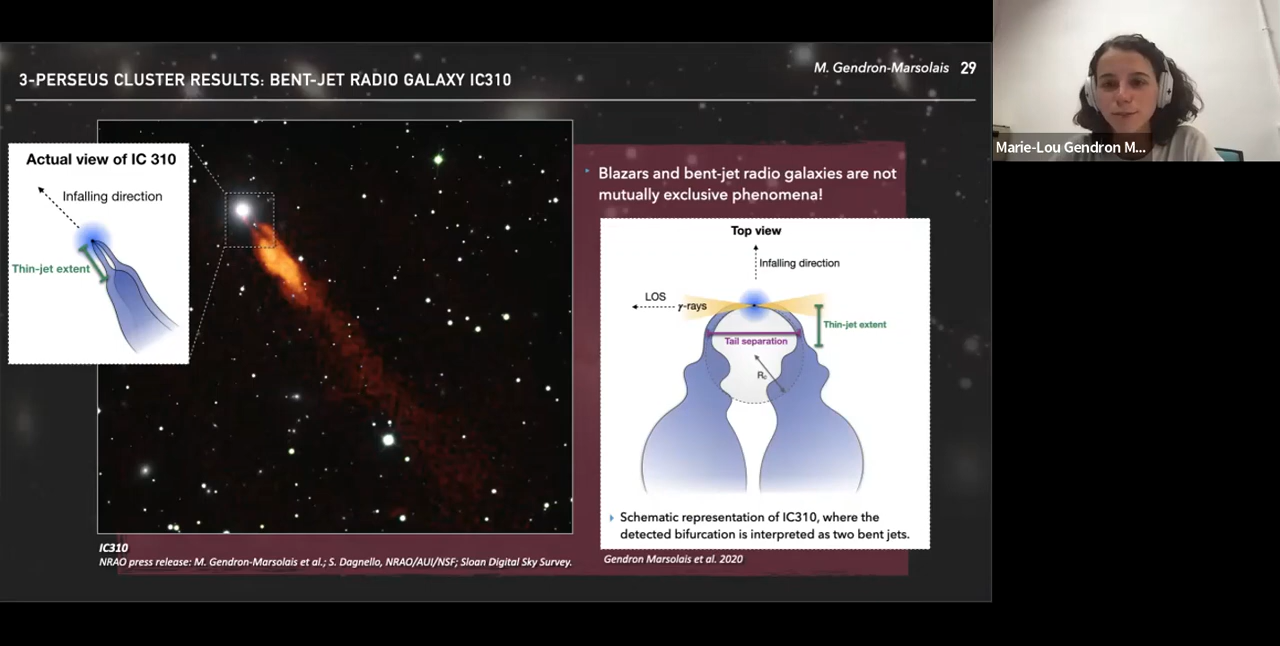 3-PERSEUS CLUSTER RESULTS: BENT-JET RADIO GALAXY IC310
M. Gendron-Marsolais 29
Marie-Lou Gendron M...
Actual view of IC 310
Infalling direction
Thin-jet extent
Blazars and bent-jet radio galaxies are not
mutually exclusive phenomena!
Top view
Infalling direction
LOS
γ-rays
Thin-jet extent
Tail separation
Rc
Schematic representation of IC310, where the
detected bifurcation is interpreted as two bent jets.
IC310
NRAO press release: M. Gendron-Marsolais et al.; S. Dagnello, NRAO/AUI/NSF; Sloan Digital Sky Survey.
Gendron Marsolais et al. 2020